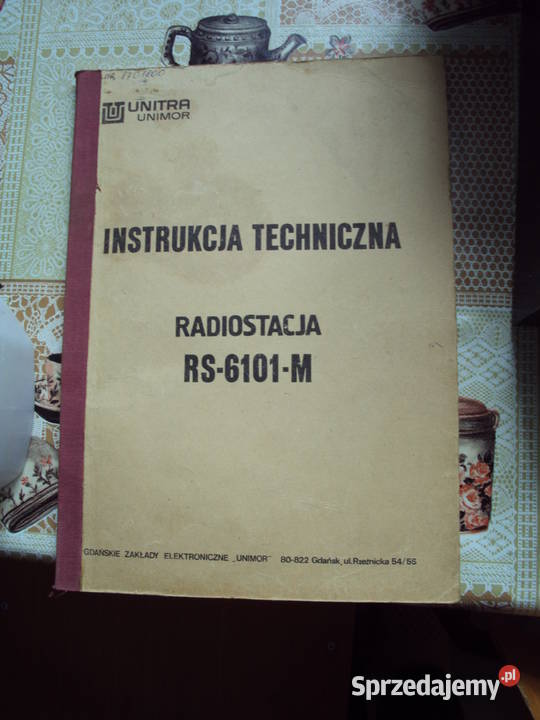 UNITRA
UNIMOR
INSTRUKCJA TECHNICZNA
RADIOSTACJA
RS-6101-M
GDAŃSKIE ZAKŁADY ELEKTRONICZNE „UNIMOR" 80-822 Gdańsk, ul. Rzeźnicka 54/56
Sprzedajemy.pl